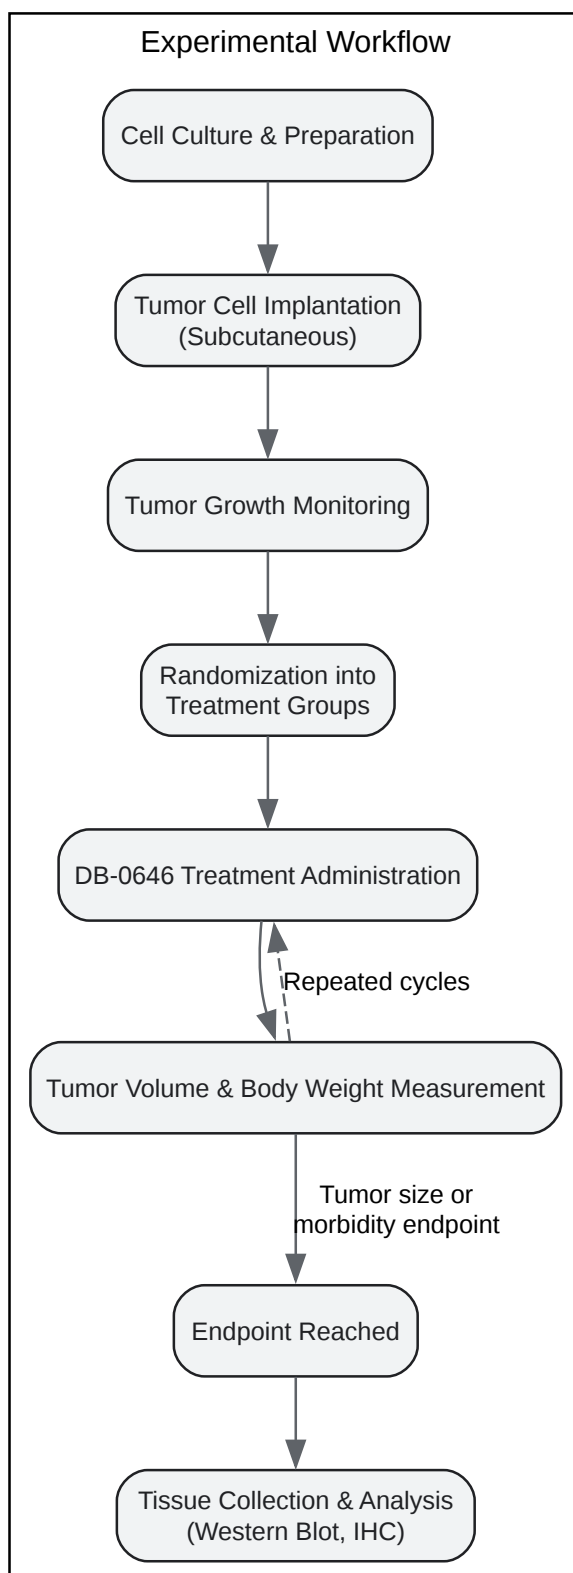 Experimental Workflow
Cell Culture & Preparation
Tumor Cell Implantation
(Subcutaneous)
Tumor Growth Monitoring
Randomization into
Treatment Groups
DB-0646 Treatment Administration
Repeated cycles
Tumor Volume & Body Weight Measurement
Tumor size or
morbidity endpoint
Endpoint Reached
Tissue Collection & Analysis
(Western Blot, IHC)